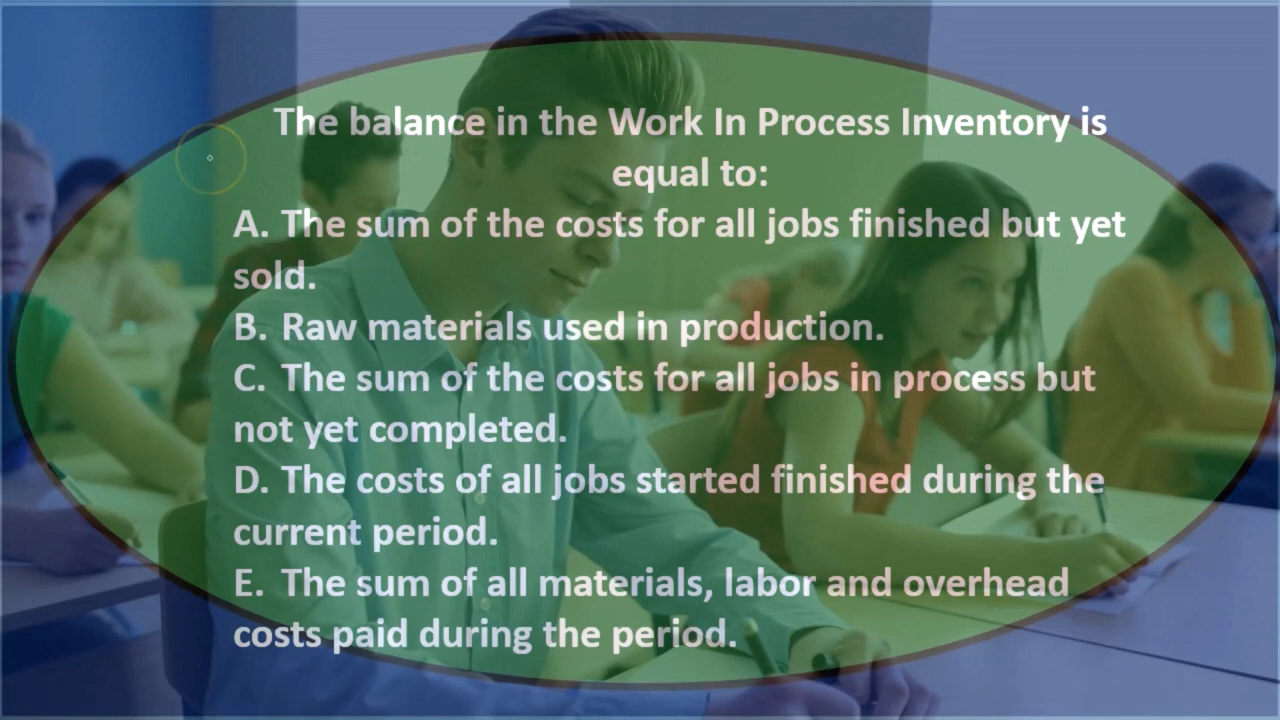 The balance in the Work In Process Inventory is
equal to:
A. The sum of the costs for all jobs finished but yet
sold.
B. Raw materials used in production.
C. The sum of the costs for all jobs in process but
not yet completed.
D. The costs of all jobs started finished during the
current period.
E. The sum of all materials, labor and overhead
costs paid during the period.